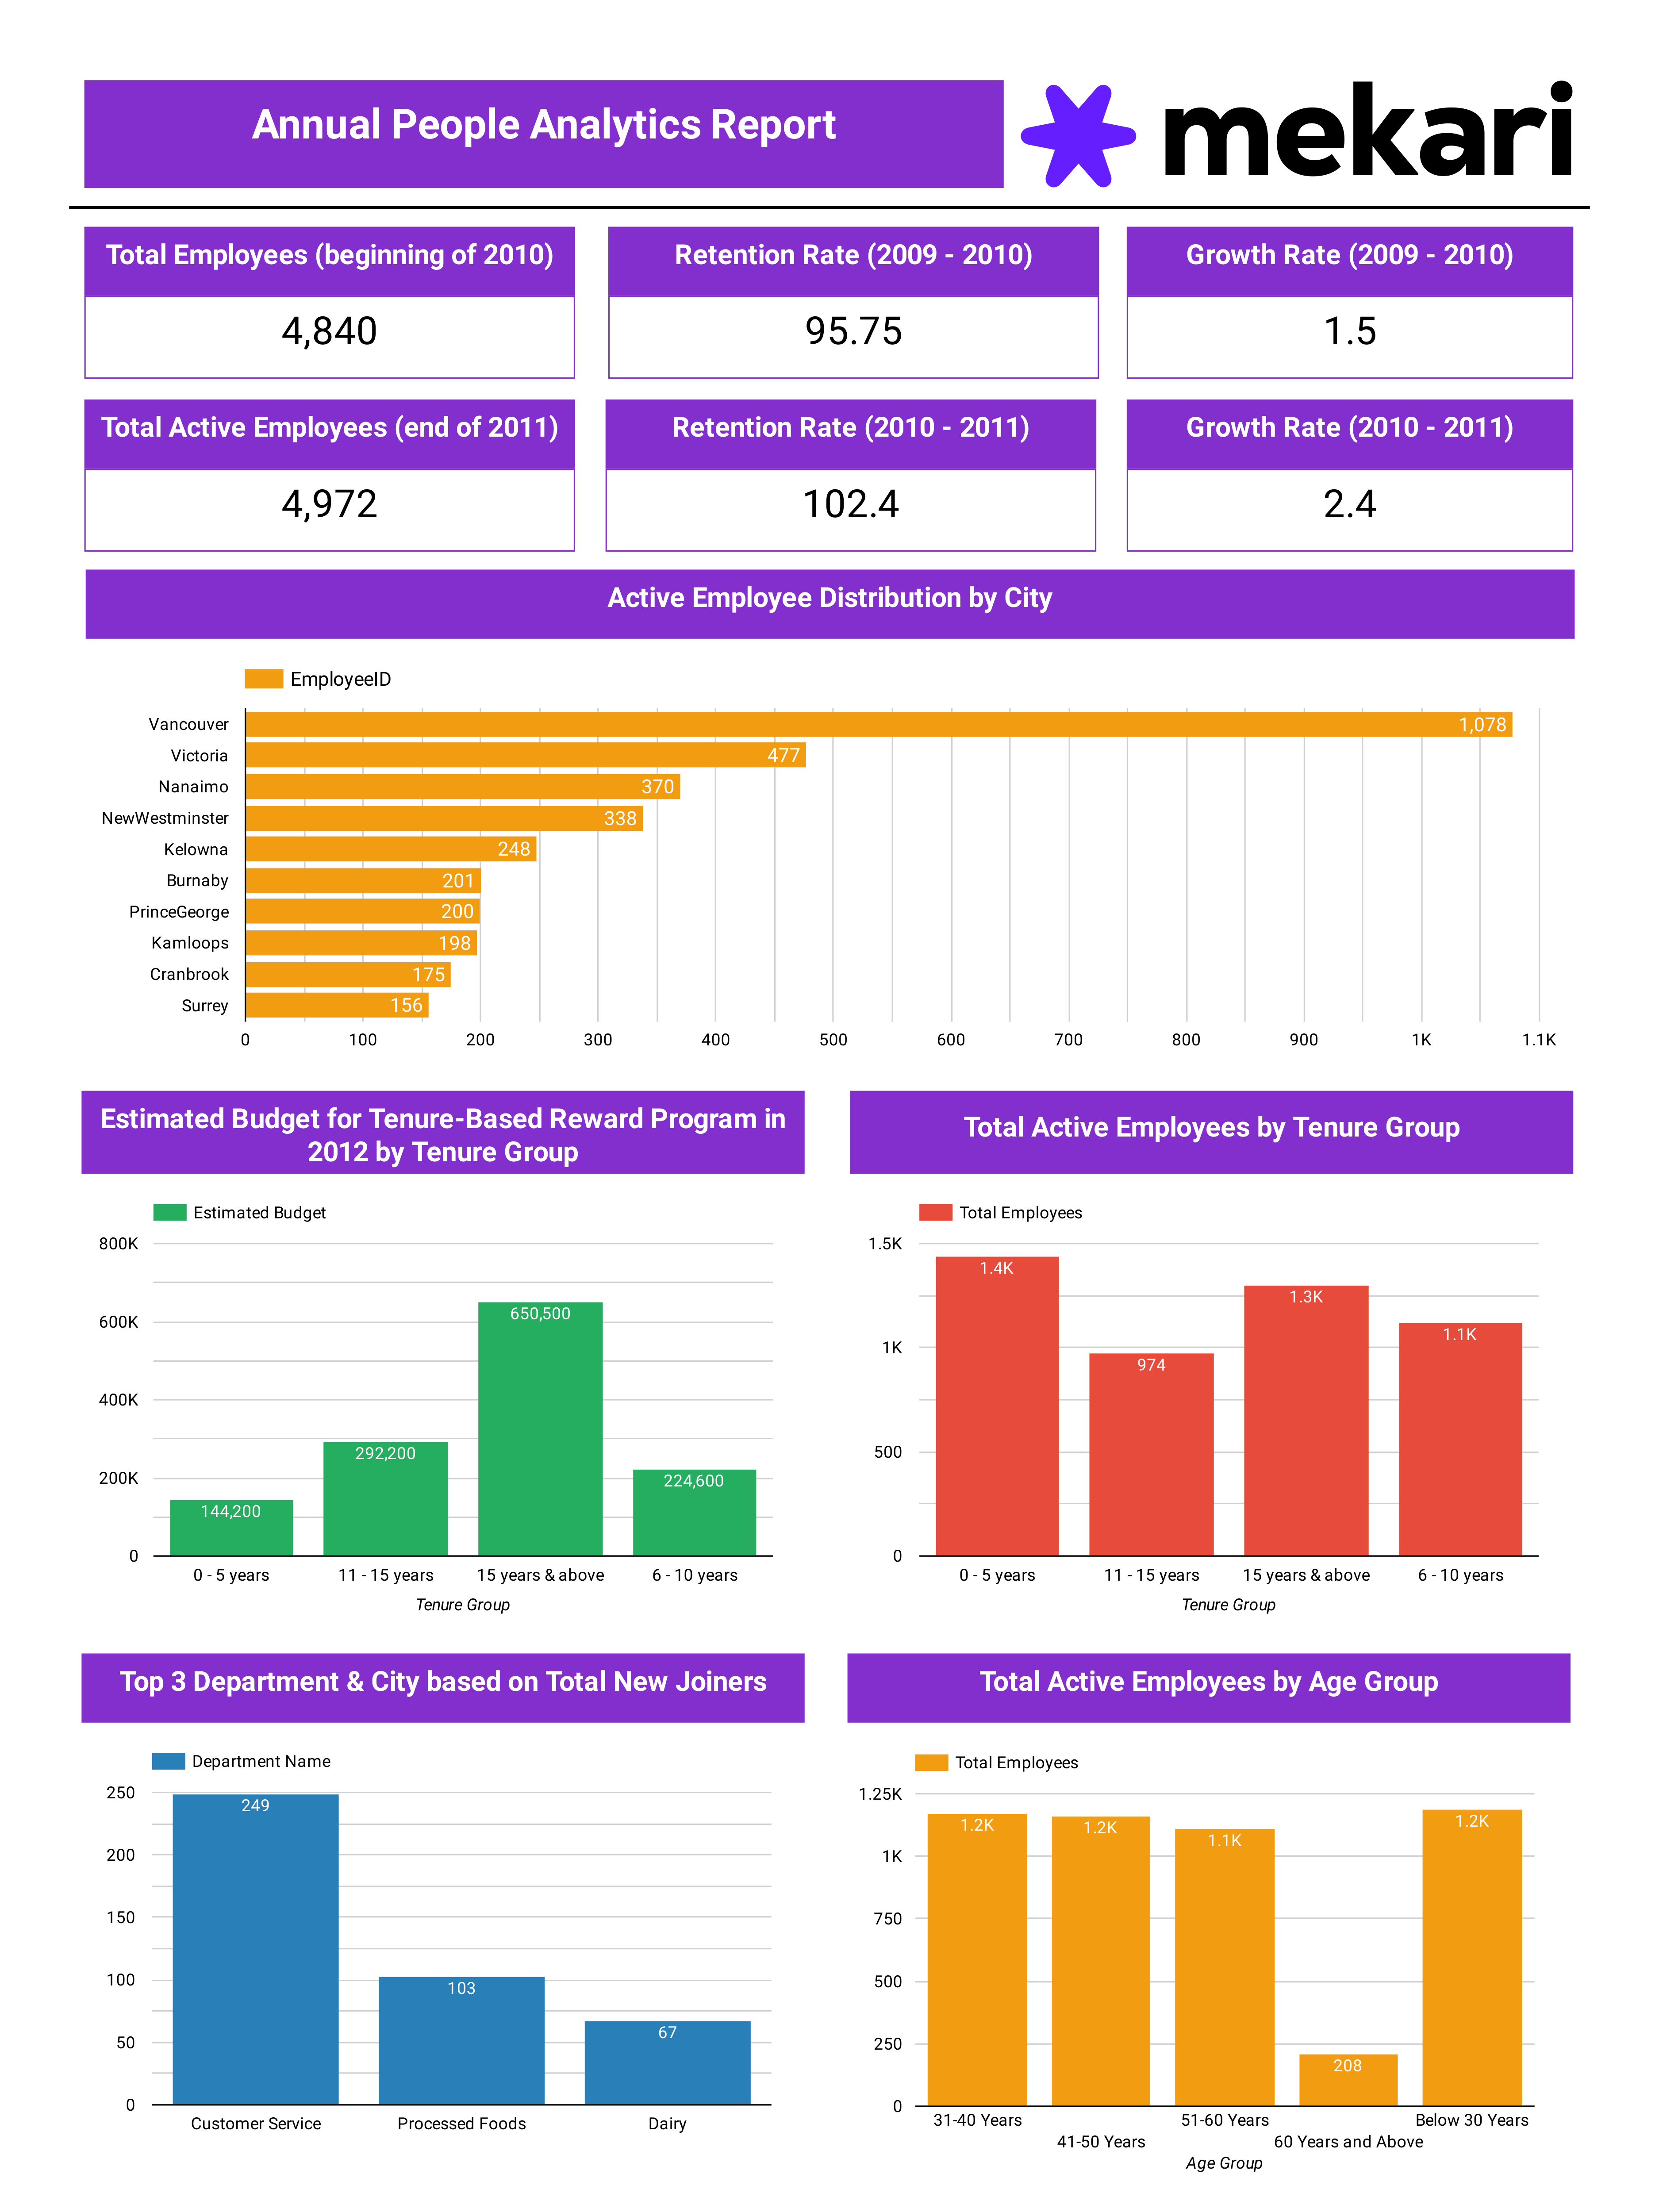 Annual People Analytics Report
mekari
Total Employees (beginning of 2010)
4,840
Retention Rate (2009 - 2010)
95.75
Growth Rate (2009 - 2010)
1.5
Total Active Employees (end of 2011)
4,972
Retention Rate (2010 - 2011)
102.4
Growth Rate (2010 - 2011)
2.4
Active Employee Distribution by City
EmployeeID
Vancouver 1,078
Victoria 477
Nanaimo 370
NewWestminster 338
Kelowna 248
Burnaby 201
PrinceGeorge 200
Kamloops 198
Cranbrook 175
Surrey 156
0 100 200 300 400 500 600 700 800 900 1K 1.1K
Estimated Budget for Tenure-Based Reward Program in
2012 by Tenure Group
Estimated Budget
800K
600K
400K
200K
0
650,500
292,200
224,600
144,200
0 - 5 years 11 - 15 years 15 years & above 6 - 10 years
Tenure Group
Total Active Employees by Tenure Group
Total Employees
1.5K
1K
500
0
1.4K
974
1.3K
1.1K
0 - 5 years 11 - 15 years 15 years & above 6 - 10 years
Tenure Group
Top 3 Department & City based on Total New Joiners
Department Name
250
200
150
100
50
0
249
103
67
Customer Service Processed Foods Dairy
Total Active Employees by Age Group
Total Employees
1.25K
1K
750
500
250
0
1.2K
1.2K
1.1K
208
1.2K
31-40 Years 51-60 Years Below 30 Years
41-50 Years 60 Years and Above
Age Group